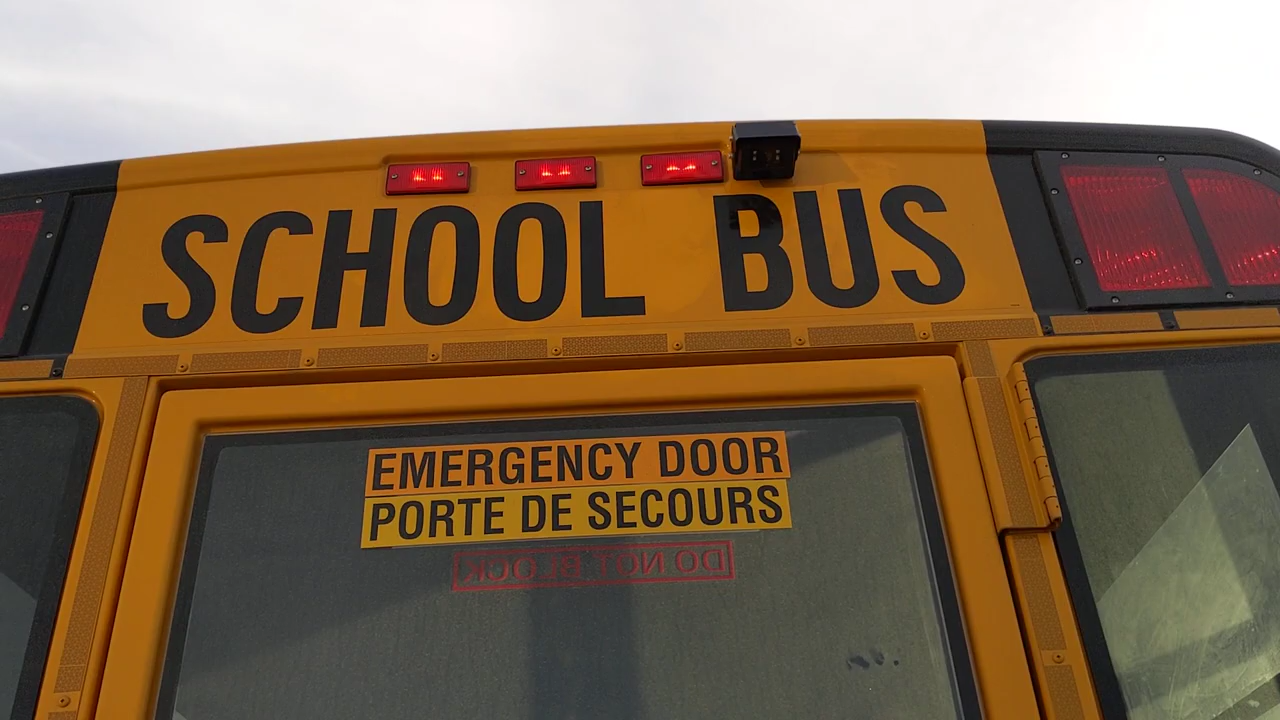 SCHOOL BUS
EMERGENCY DOOR
PORTE DE SECOURS
DO NOT BLOCK